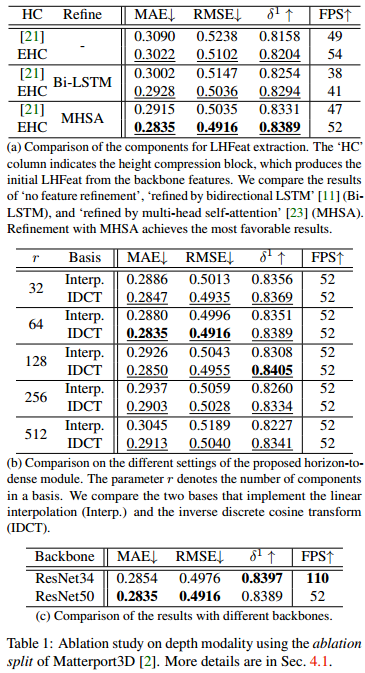 HC Refine MAE↓ RMSE↓ δ¹ ↑ FPS↑
[21] - 0.3090 0.5238 0.8158 49
EHC 0.3022 0.5102 0.8204 54
[21] Bi-LSTM 0.3002 0.5147 0.8254 38
EHC 0.2928 0.5036 0.8294 41
[21] MHSA 0.2915 0.5035 0.8331 47
EHC 0.2835 0.4916 0.8389 52
(a) Comparison of the components for LHFeat extraction. The ‘HC’
column indicates the height compression block, which produces the
initial LHFeat from the backbone features. We compare the results
of ‘no feature refinement’, ‘refined by bidirectional LSTM’ [11] (Bi-
LSTM), and ‘refined by multi-head self-attention’ [23] (MHSA).
Refinement with MHSA achieves the most favorable results.
r Basis MAE↓ RMSE↓ δ¹ ↑ FPS↑
32 Interp. 0.2886 0.5013 0.8356 52
IDCT 0.2847 0.4935 0.8369 52
64 Interp. 0.2880 0.4996 0.8351 52
IDCT 0.2835 0.4916 0.8389 52
128 Interp. 0.2926 0.5043 0.8308 52
IDCT 0.2850 0.4955 0.8405 52
256 Interp. 0.2937 0.5059 0.8260 52
IDCT 0.2903 0.5028 0.8334 52
512 Interp. 0.3045 0.5189 0.8227 52
IDCT 0.2913 0.5040 0.8341 52
(b) Comparison on the different settings of the proposed horizon-to-
dense module. The parameter r denotes the number of components
in a basis. We compare the two bases that implement the linear
interpolation (Interp.) and the inverse discrete cosine transform
(IDCT).
Backbone MAE↓ RMSE↓ δ¹ ↑ FPS↑
ResNet34 0.2854 0.4976 0.8397 110
ResNet50 0.2835 0.4916 0.8389 52
(c) Comparison of the results with different backbones.
Table 1: Ablation study on depth modality using the ablation
split of Matterport3D [2]. More details are in Sec. 4.1.